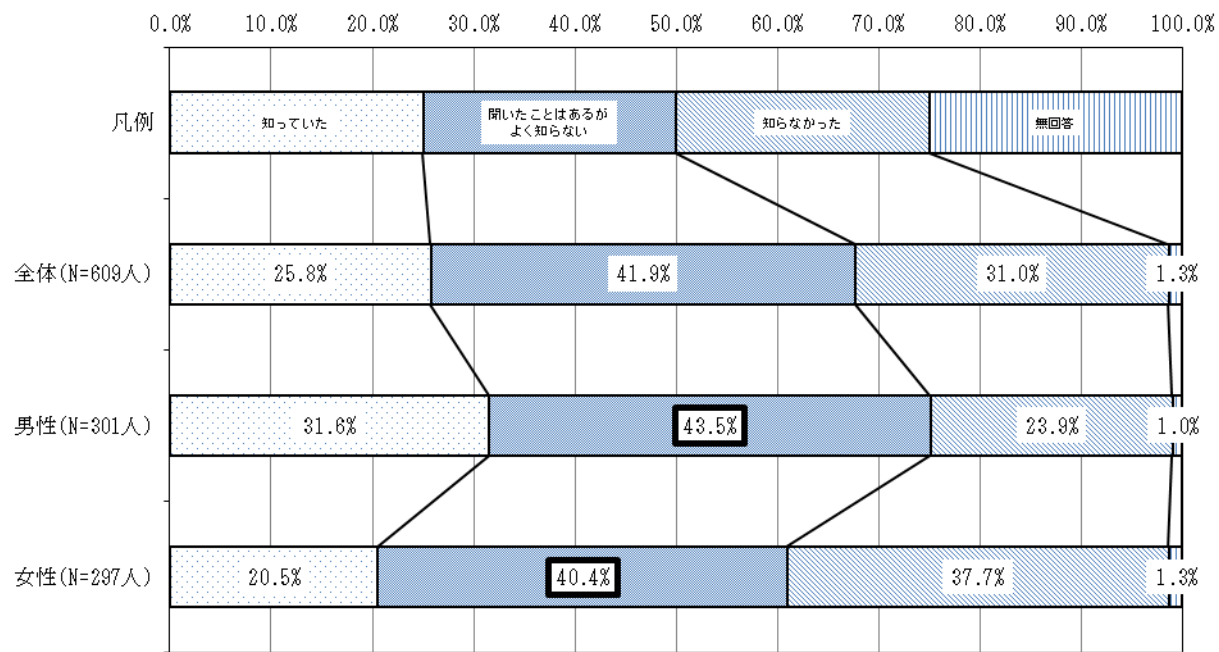 0.0% 10.0% 20.0% 30.0% 40.0% 50.0% 60.0% 70.0% 80.0% 90.0% 100.0%
凡例 知っていた 聞いたことはあるが 知らなかった 無回答
よく知らない
全体(N=609人) 25.8% 41.9% 31.0% 1.3%
男性(N=301人) 31.6% 43.5% 23.9% 1.0%
女性(N=297人) 20.5% 40.4% 37.7% 1.3%